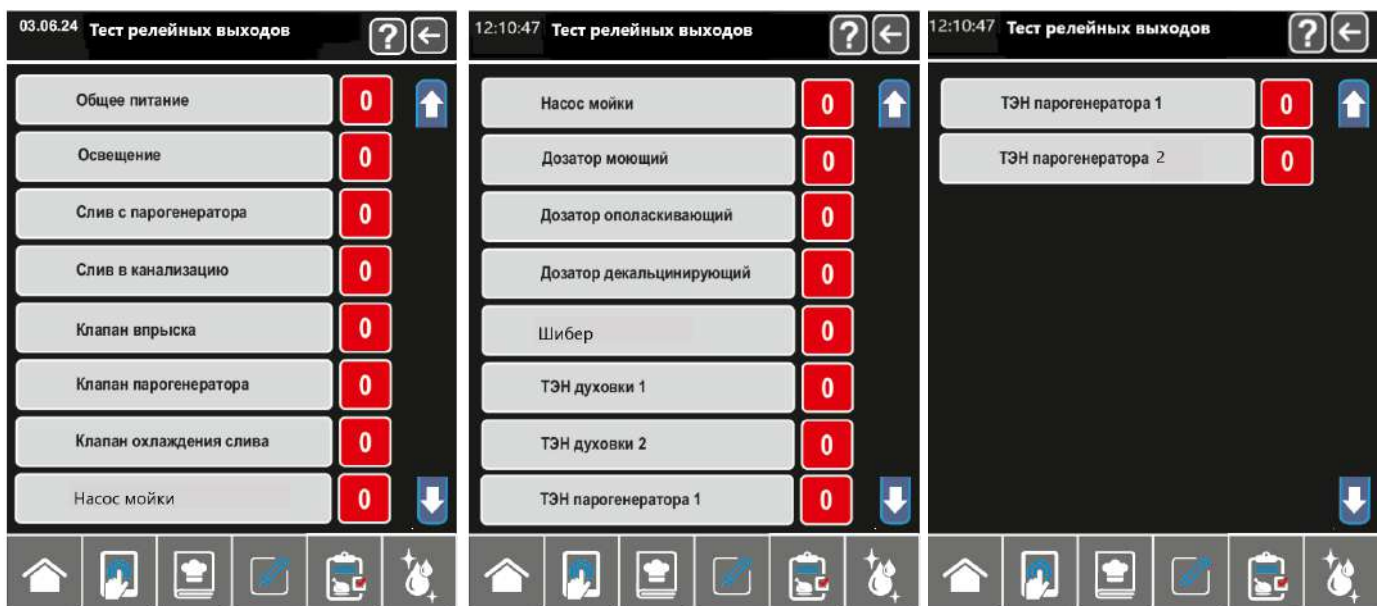 03.06.24 Тест релейных выходов ?
Общее питание 0
Освещение 0
Слив с парогенератора 0
Слив в канализацию 0
Клапан впрыска 0
Клапан парогенератора 0
Клапан охлаждения слива 0
Насос мойки 0
12:10:47 Тест релейных выходов ?
Насос мойки 0
Дозатор моющий 0
Дозатор ополаскивающий 0
Дозатор декальцинирующий 0
Шибер 0
ТЭН духовки 1 0
ТЭН духовки 2 0
ТЭН парогенератора 1 0
12:10:47 Тест релейных выходов ?
ТЭН парогенератора 1 0
ТЭН парогенератора 2 0